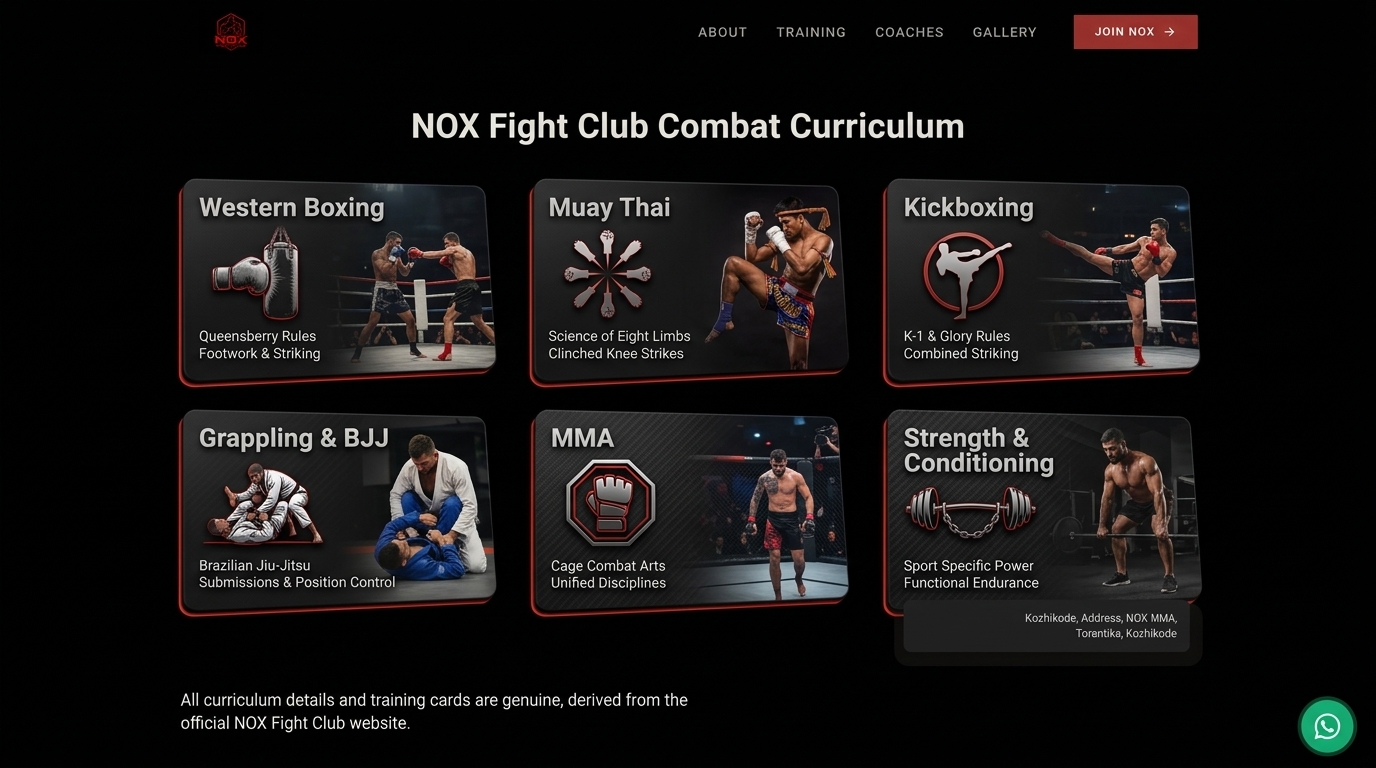 NOX
ABOUT
TRAINING
COACHES
GALLERY
JOIN NOX →
NOX Fight Club Combat Curriculum
Western Boxing
Queensberry Rules
Footwork & Striking
Muay Thai
Science of Eight Limbs
Clinched Knee Strikes
Kickboxing
K-1 & Glory Rules
Combined Striking
Grappling & BJJ
Brazilian Jiu-Jitsu
Submissions & Position Control
MMA
Cage Combat Arts
Unified Disciplines
Strength &
Conditioning
Sport Specific Power
Functional Endurance
Kozhikode, Address, NOX MMA,
Torantika, Kozhikode
All curriculum details and training cards are genuine, derived from the
official NOX Fight Club website.